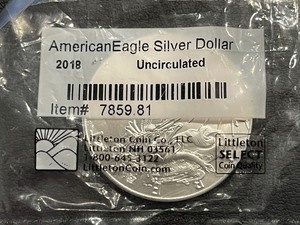 AmericanEagle Silver Dollar
2018 Uncirculated
Item# 7859.81
Littleton Coin Co., LLC
Littleton NH 03561
1-800-645-3122
LittletonCoin.com
Littleton
SELECT
Coin Quality